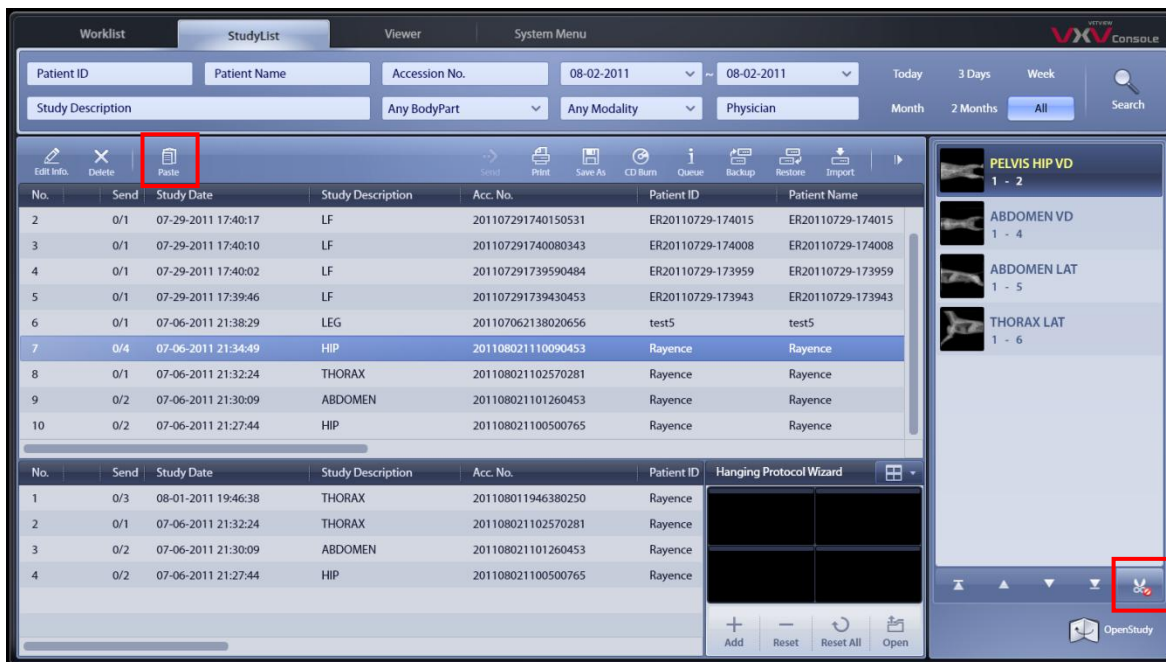 Worklist StudyList Viewer System Menu VETVIEW VXV Console
Patient ID Patient Name Accession No. 08-02-2011 ~ 08-02-2011 Today 3 Days Week
Study Description Any BodyPart Any Modality Physician Month 2 Months All Search
Edit Info. Delete Paste Send Print Save As CD Burn Queue Backup Restore Import
No. Send Study Date Study Description Acc. No. Patient ID Patient Name
2 0/1 07-29-2011 17:40:17 LF 201107291740150531 ER20110729-174015 ER20110729-174015
3 0/1 07-29-2011 17:40:10 LF 201107291740080343 ER20110729-174008 ER20110729-174008
4 0/1 07-29-2011 17:40:02 LF 201107291739590484 ER20110729-173959 ER20110729-173959
5 0/1 07-29-2011 17:39:46 LF 201107291739430453 ER20110729-173943 ER20110729-173943
6 0/1 07-06-2011 21:38:29 LEG 201107062138020656 test5 test5
7 0/4 07-06-2011 21:34:49 HIP 201108021110090453 Rayence Rayence
8 0/1 07-06-2011 21:32:24 THORAX 201108021102570281 Rayence Rayence
9 0/2 07-06-2011 21:30:09 ABDOMEN 201108021101260453 Rayence Rayence
10 0/2 07-06-2011 21:27:44 HIP 201108021100500765 Rayence Rayence
No. Send Study Date Study Description Acc. No. Patient ID
1 0/3 08-01-2011 19:46:38 THORAX 201108011946380250 Rayence
2 0/1 07-06-2011 21:32:24 THORAX 201108021102570281 Rayence
3 0/2 07-06-2011 21:30:09 ABDOMEN 201108021101260453 Rayence
4 0/2 07-06-2011 21:27:44 HIP 201108021100500765 Rayence
Hanging Protocol Wizard
Add Reset Reset All Open
PELVIS HIP VD
1 - 2
ABDOMEN VD
1 - 4
ABDOMEN LAT
1 - 5
THORAX LAT
1 - 6
OpenStudy